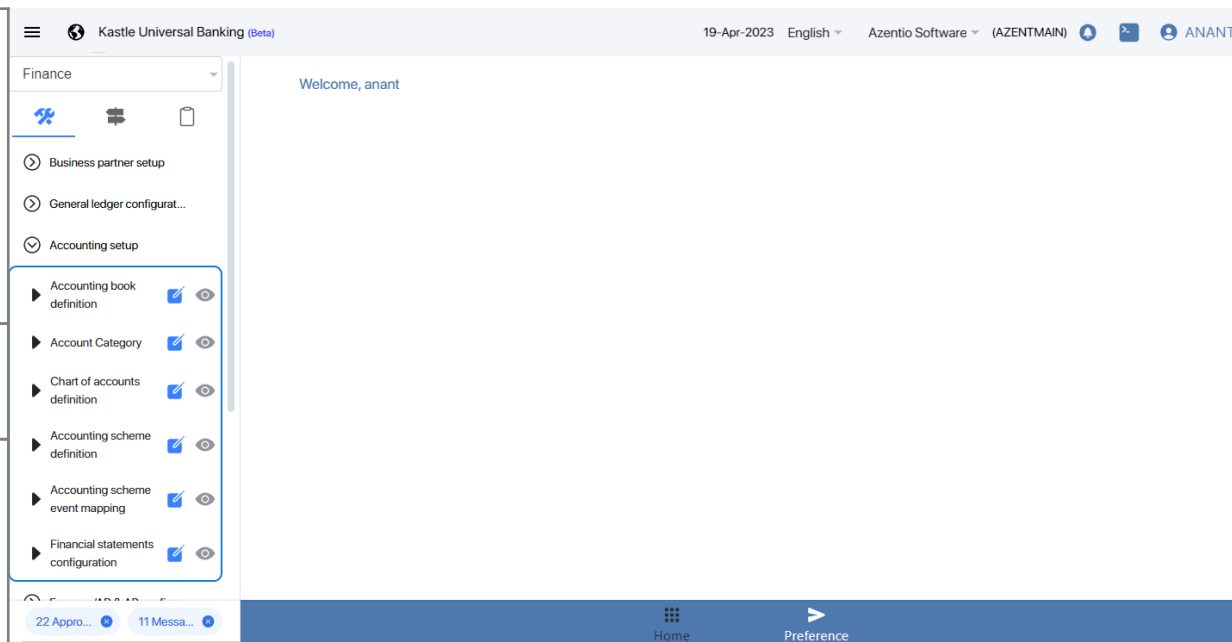 Kastle Universal Banking (Beta)
19-Apr-2023 English Azentio Software (AZENTMAIN) ANANT
Finance
Welcome, anant
Business partner setup
General ledger configurat...
Accounting setup
Accounting book
definition
Account Category
Chart of accounts
definition
Accounting scheme
definition
Accounting scheme
event mapping
Financial statements
configuration
22 Appro... 11 Messa...
Home Preference